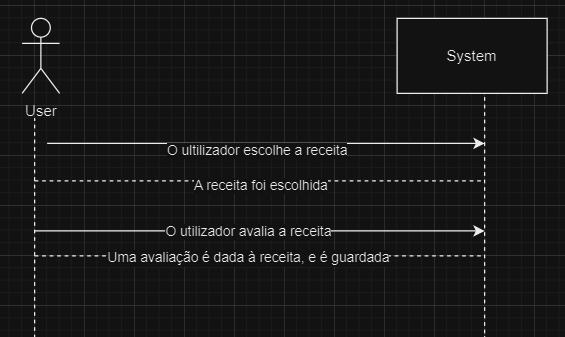 System
User
O ultilizador escolhe a receita
A receita foi escolhida
O utilizador avalia a receita
Uma avaliação é dada à receita, e é guardada